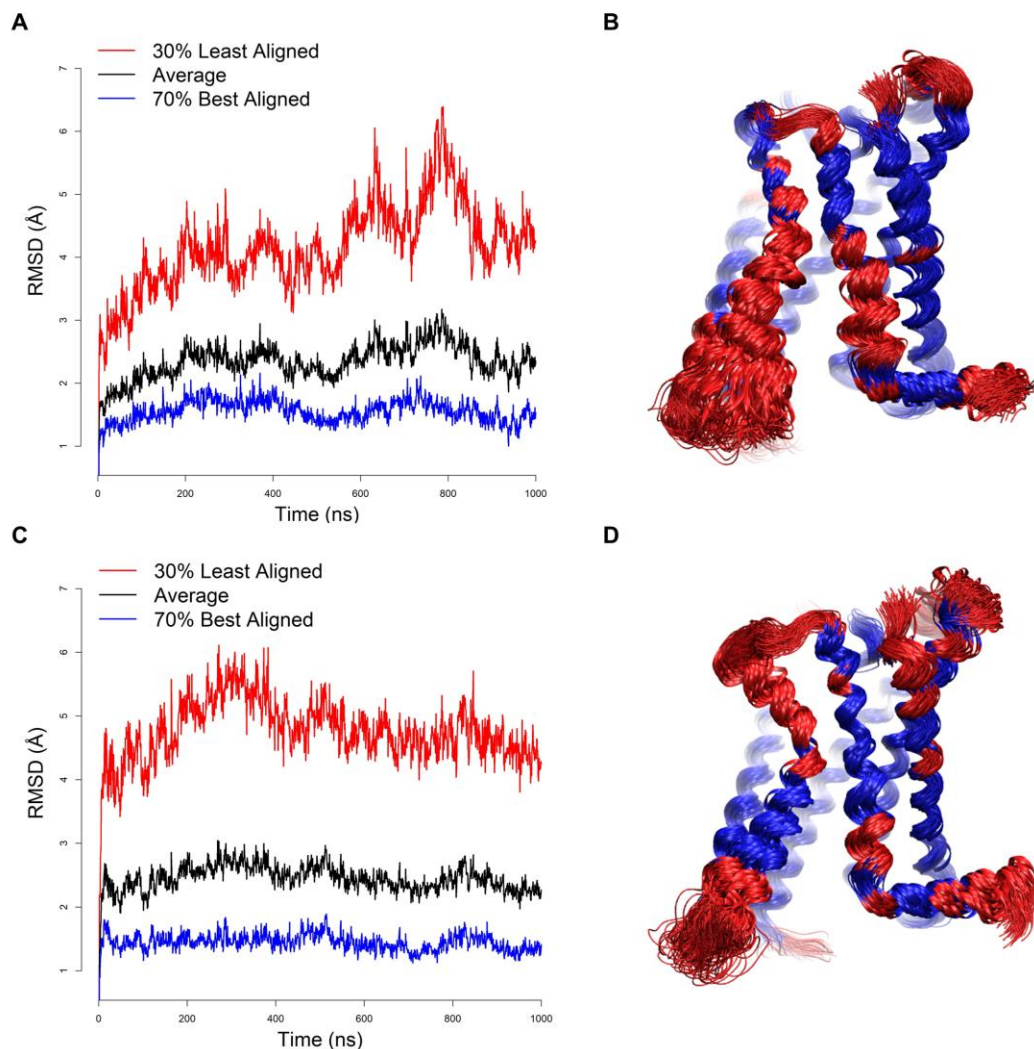 A
B
30% Least Aligned
Average
70% Best Aligned
7
6
5
4
3
2
1
RMSD (Å)
0 200 400 600 800 1000
Time (ns)
C
D
30% Least Aligned
Average
70% Best Aligned
7
6
5
4
3
2
1
RMSD (Å)
0 200 400 600 800 1000
Time (ns)